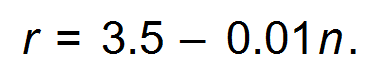 r = 3.5 – 0.01n.